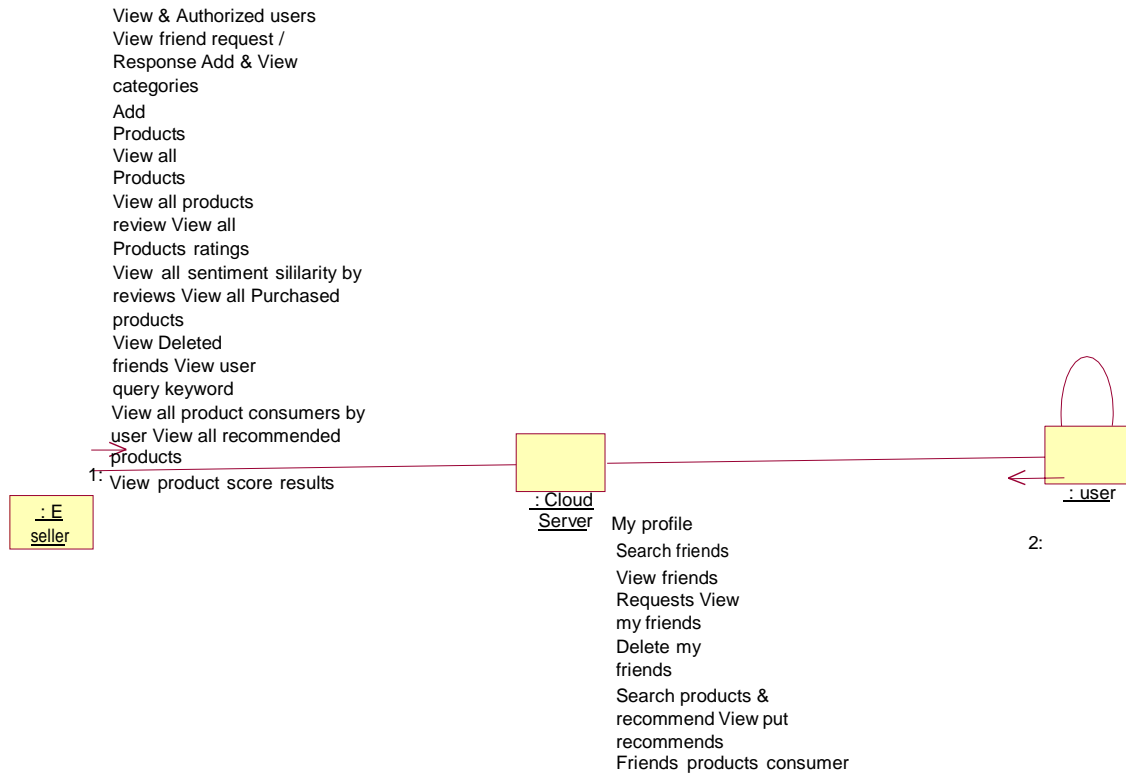 View & Authorized users
View friend request /
Response Add & View
categories
Add
Products
View all
Products
View all products
review View all
Products ratings
View all sentiment sililarity by
reviews View all Purchased
products
View Deleted
friends View user
query keyword
View all product consumers by
user View all recommended
products
1: View product score results
: E
seller
: Cloud
Server
: user
2:
My profile
Search friends
View friends
Requests View
my friends
Delete my
friends
Search products &
recommend View put
recommends
Friends products consumer